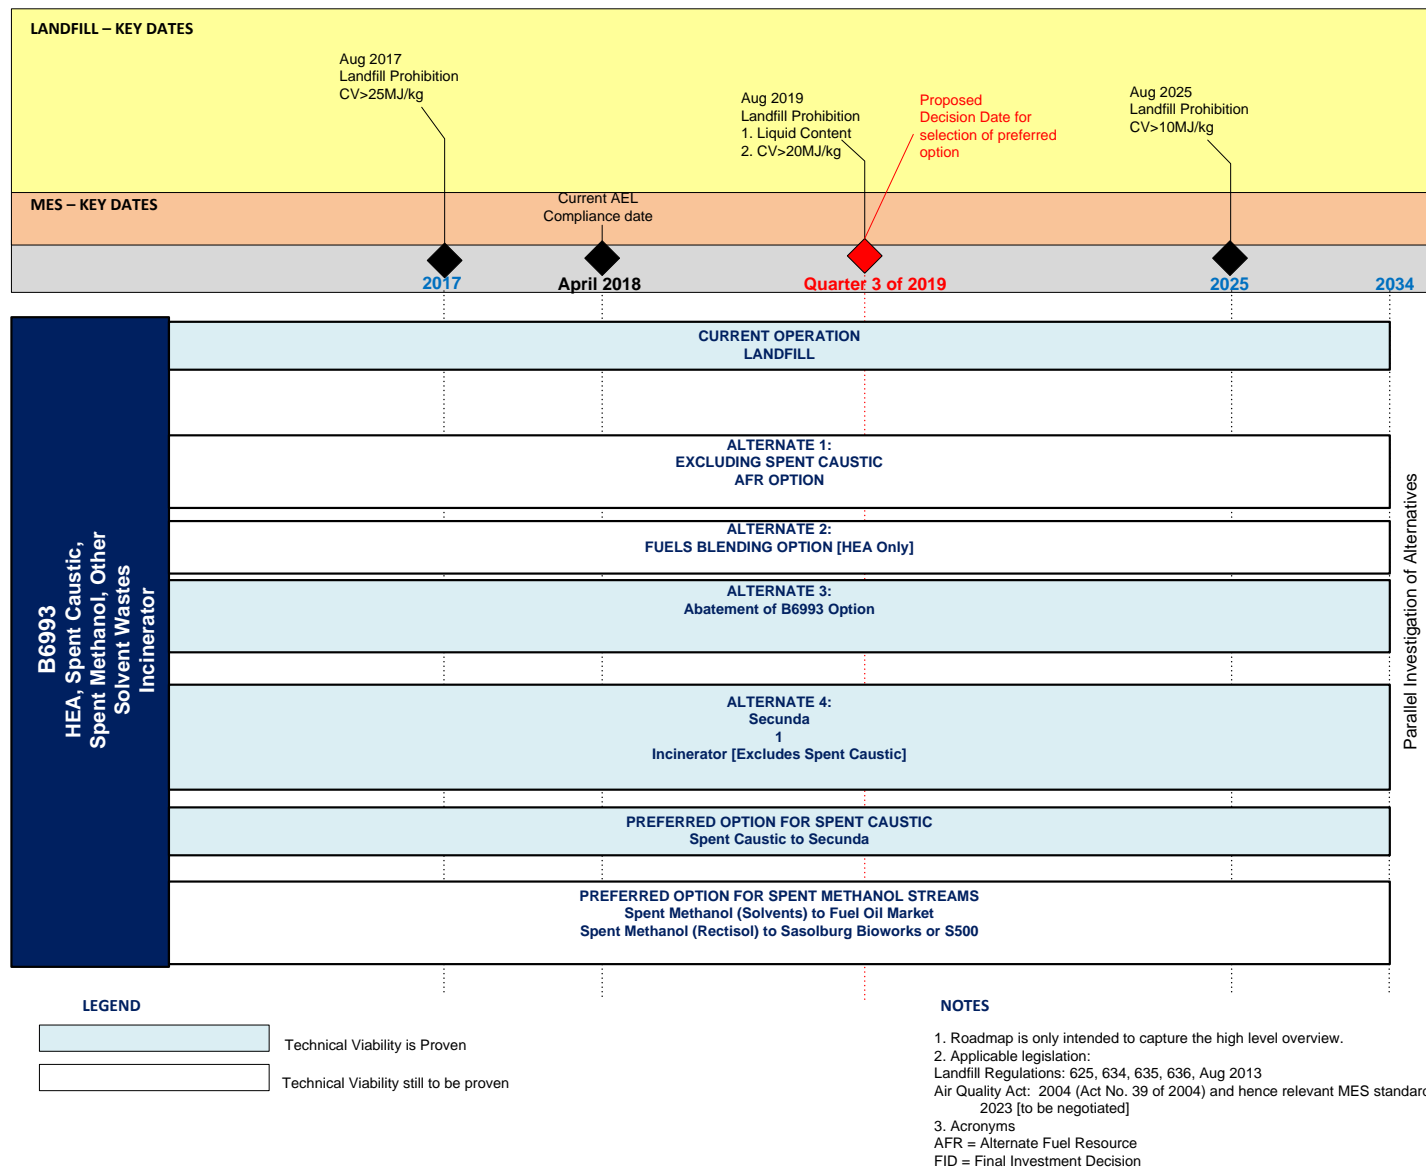 LANDFILL – KEY DATES
Aug 2017
Landfill Prohibition
CV>25MJ/kg
Aug 2019
Landfill Prohibition
1. Liquid Content
2. CV>20MJ/kg
Proposed
Decision Date for
selection of preferred
option
Aug 2025
Landfill Prohibition
CV>10MJ/kg
MES – KEY DATES
Current AEL
Compliance date
2017
April 2018
Quarter 3 of 2019
2025
2034
B6993
HEA, Spent Caustic,
Spent Methanol, Other
Solvent Wastes
Incinerator
CURRENT OPERATION
LANDFILL
ALTERNATE 1:
EXCLUDING SPENT CAUSTIC
AFR OPTION
ALTERNATE 2:
FUELS BLENDING OPTION [HEA Only]
ALTERNATE 3:
Abatement of B6993 Option
ALTERNATE 4:
Secunda
1
Incinerator [Excludes Spent Caustic]
PREFERRED OPTION FOR SPENT CAUSTIC
Spent Caustic to Secunda
PREFERRED OPTION FOR SPENT METHANOL STREAMS
Spent Methanol (Solvents) to Fuel Oil Market
Spent Methanol (Rectisol) to Sasolburg Bioworks or S500
Parallel Investigation of Alternatives
LEGEND
Technical Viability is Proven
Technical Viability still to be proven
NOTES
1. Roadmap is only intended to capture the high level overview.
2. Applicable legislation:
Landfill Regulations: 625, 634, 635, 636, Aug 2013
Air Quality Act: 2004 (Act No. 39 of 2004) and hence relevant MES standard
2023 [to be negotiated]
3. Acronyms
AFR = Alternate Fuel Resource
FID = Final Investment Decision